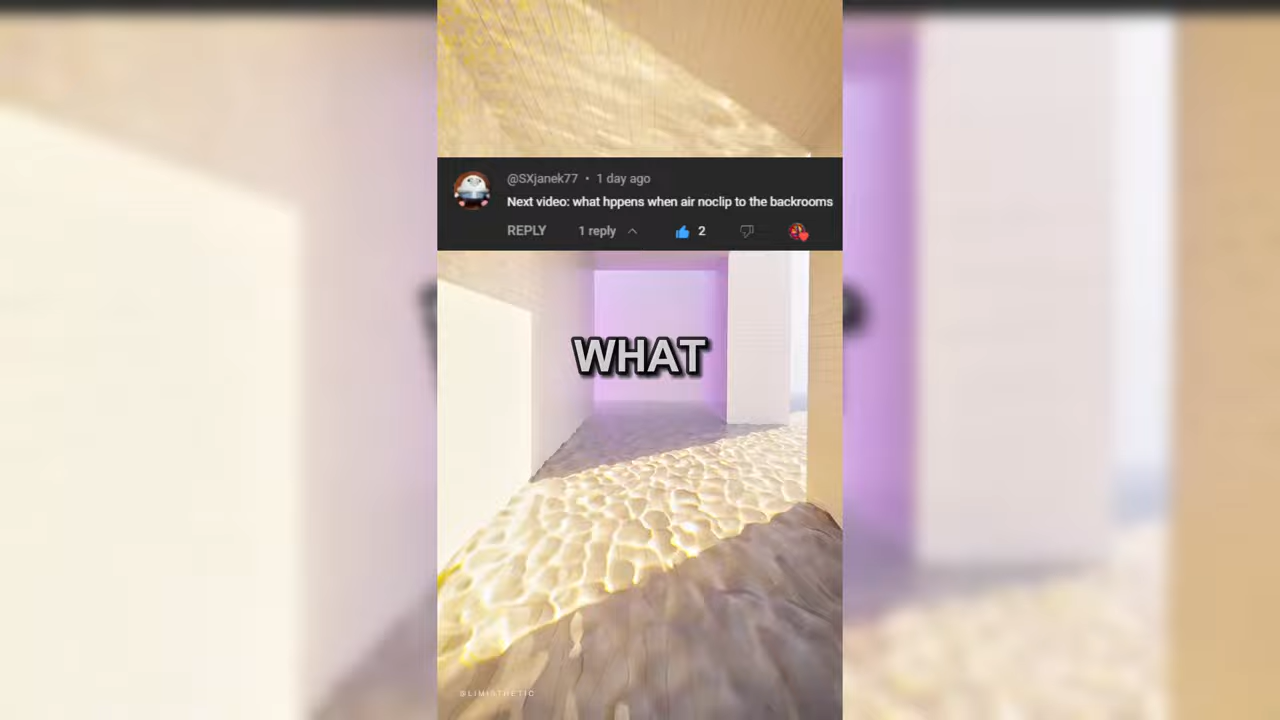 @SXjanek77 • 1 day ago
Next video: what hppens when air noclip to the backrooms
REPLY 1 reply 2
WHAT
@LIMISTHETIC